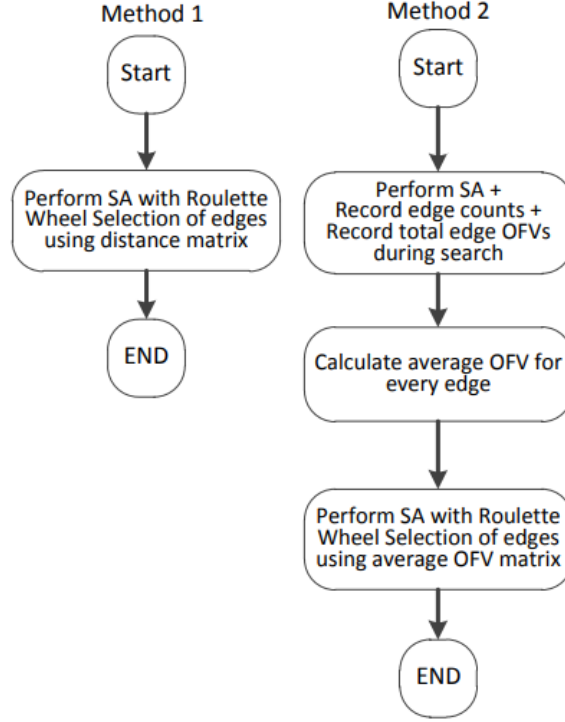 Method 1
Start
Perform SA with Roulette
Wheel Selection of edges
using distance matrix
END
Method 2
Start
Perform SA +
Record edge counts +
Record total edge OFVs
during search
Calculate average OFV for
every edge
Perform SA with Roulette
Wheel Selection of edges
using average OFV matrix
END